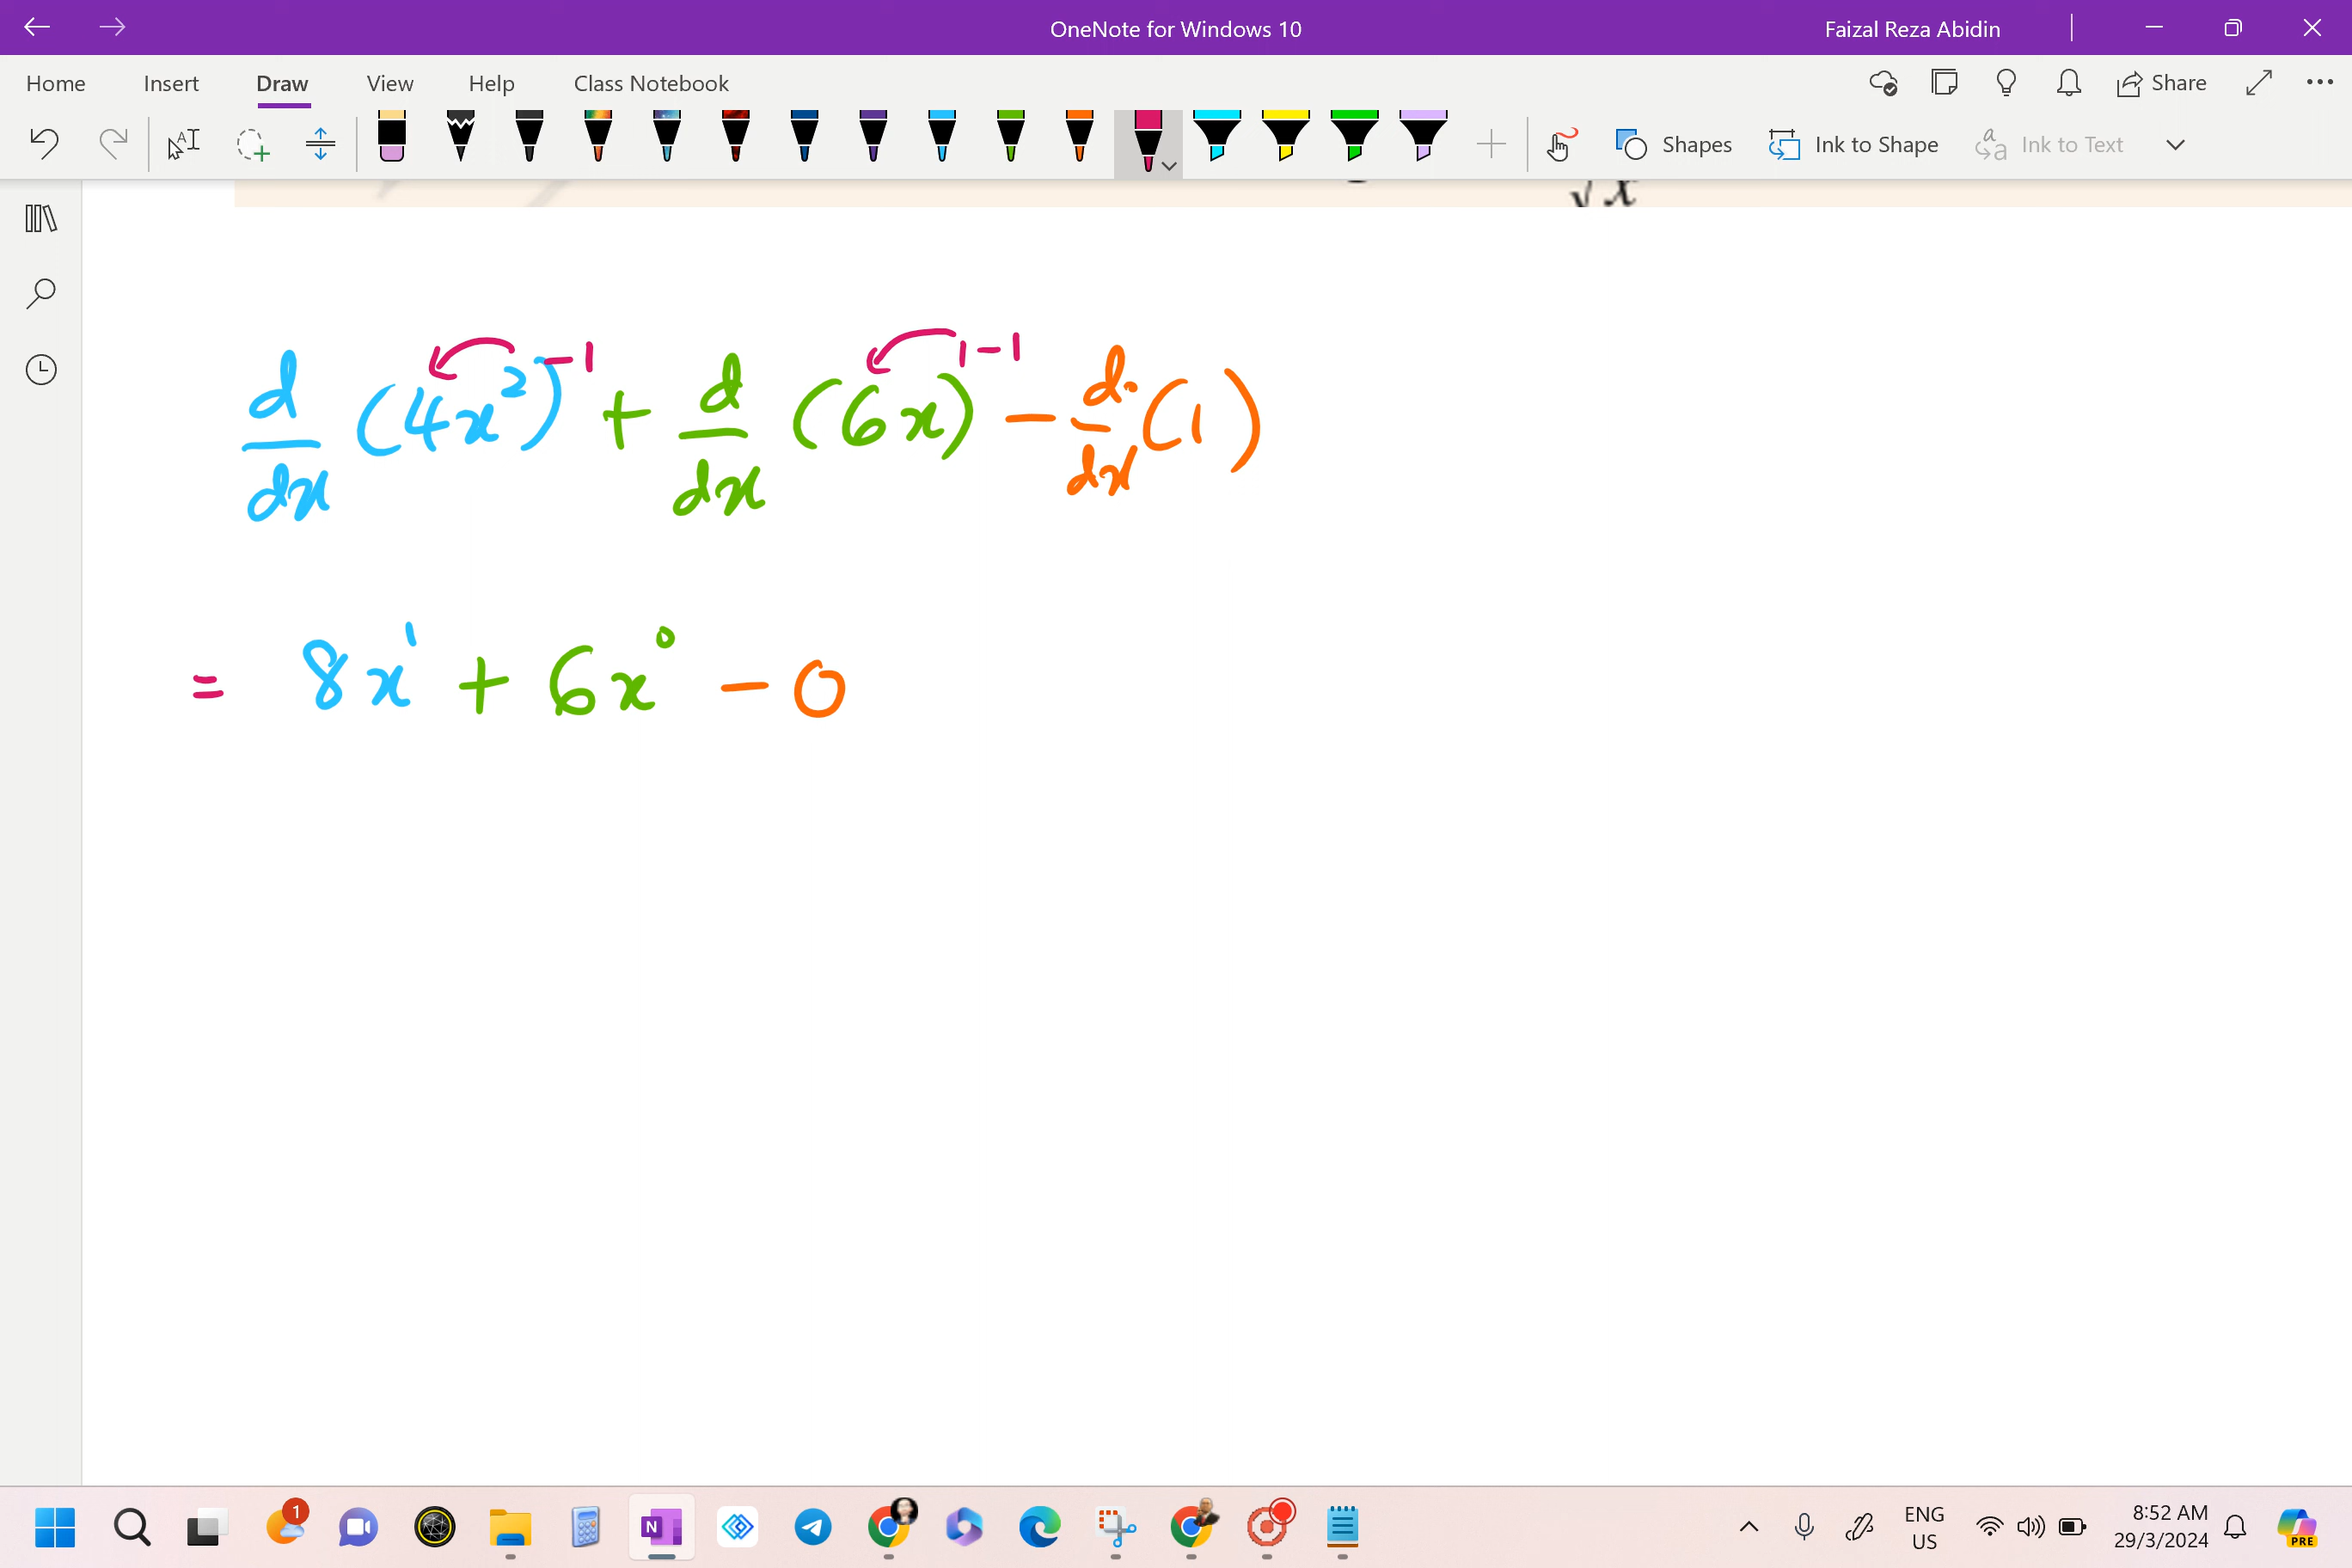 OneNote for Windows 10 Faizal Reza Abidin
Home Insert Draw View Help Class Notebook Share
Shapes Ink to Shape Ink to Text
√x
d/dx (4x²)⁻¹ + d/dx (6x)¹⁻¹ − d/dx (1)
= 8x¹ + 6x⁰ − 0
1 N ENG 8:52 AM
US 29/3/2024 PRE